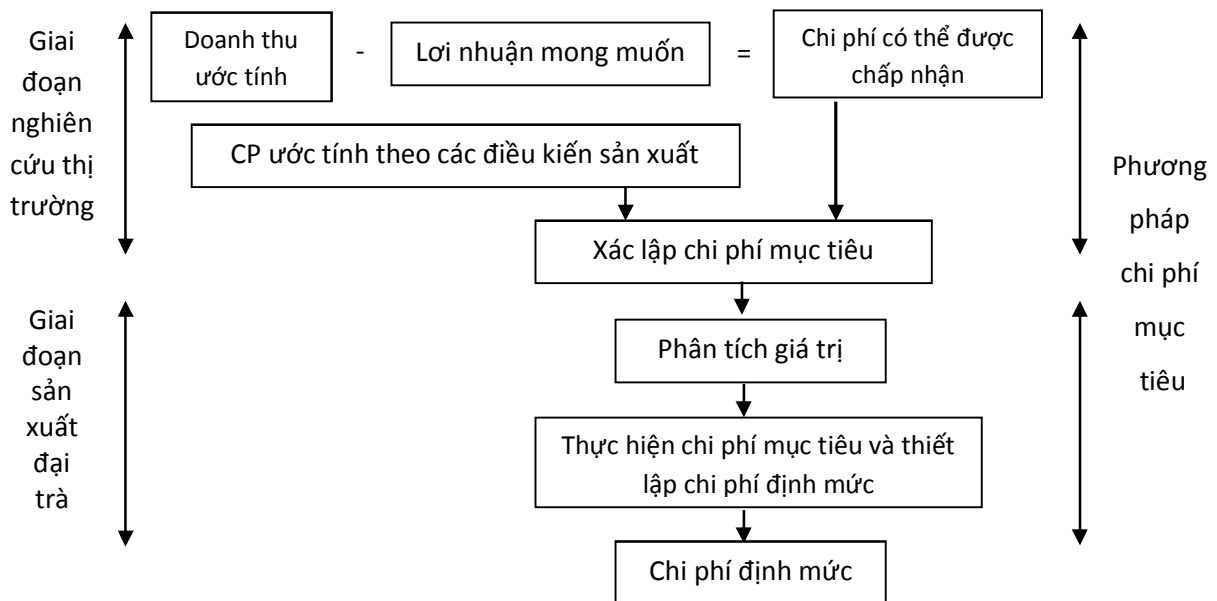 Giai
đoạn
nghiên
cứu thị
trường
Doanh thu
ước tính
-
Lơi nhuận mong muốn
=
Chi phí có thể được
chấp nhận
CP ước tính theo các điều kiến sản xuất
Xác lập chi phí mục tiêu
Phương
pháp
chi phí
mục
tiêu
Giai
đoạn
sản
xuất
đại
trà
Phân tích giá trị
Thực hiện chi phí mục tiêu và thiết
lập chi phí định mức
Chi phí định mức